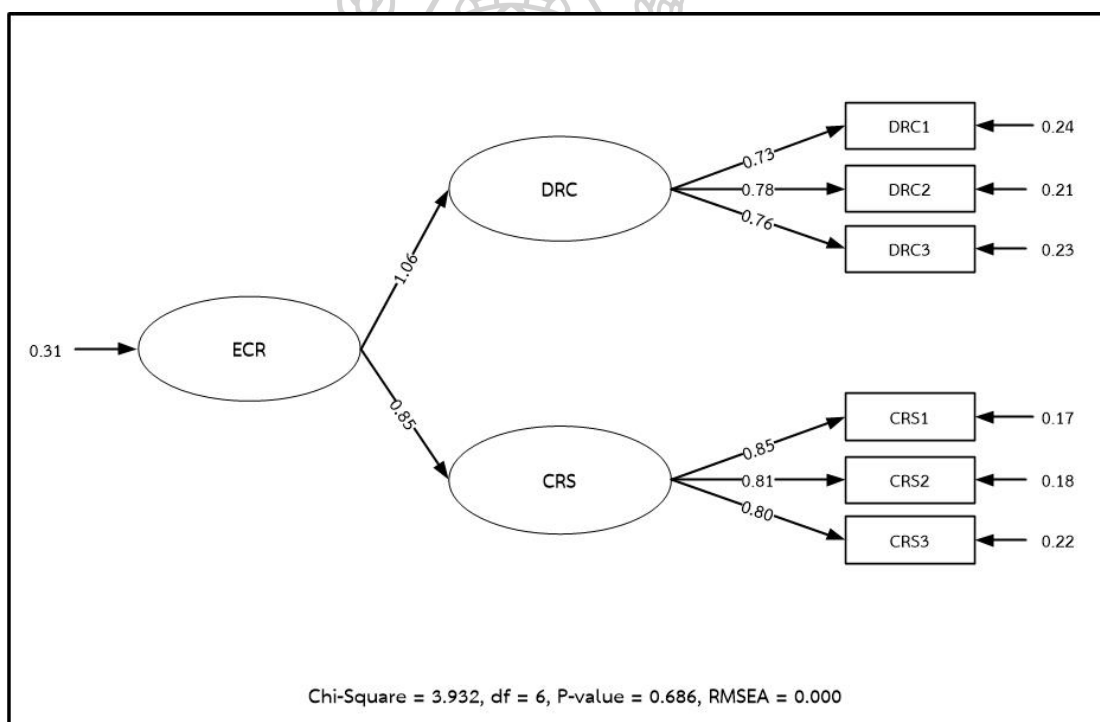 DRC1
0.24
0.73
DRC
0.78
DRC2
0.21
0.76
DRC3
0.23
1.06
0.31
ECR
0.85
CRS1
0.17
0.85
CRS
0.81
CRS2
0.18
0.80
CRS3
0.22
Chi-Square = 3.932, df = 6, P-value = 0.686, RMSEA = 0.000